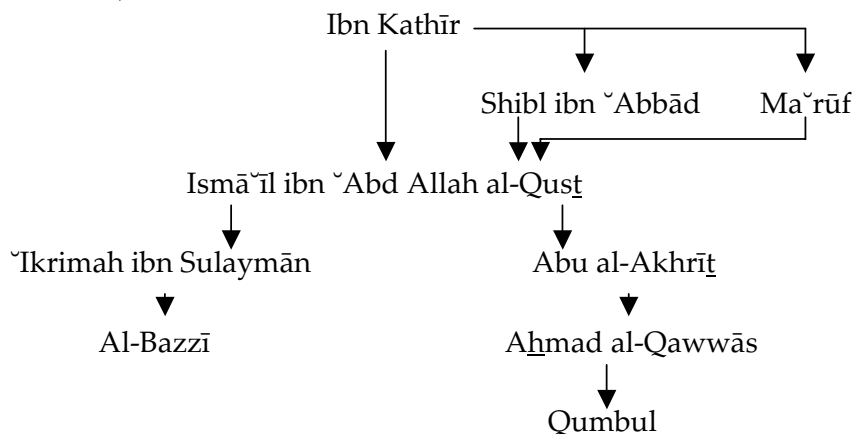 Ibn Kathīr
Shibl ibn ˘Abbād Ma˘rūf
Ismā˘īl ibn ˘Abd Allah al-Qusṯ
˘Ikrimah ibn Sulaymān Abu al-Akhrīṯ
Al-Bazzī Aẖmad al-Qawwās
Qumbul